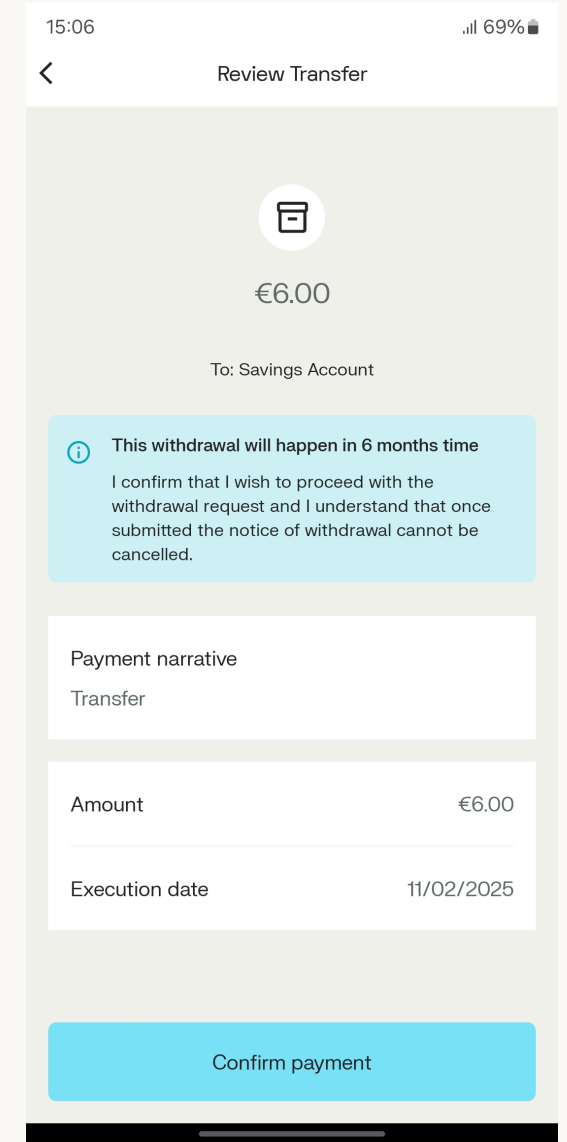 15:06 69%
Review Transfer
€6.00
To: Savings Account
This withdrawal will happen in 6 months time
I confirm that I wish to proceed with the
withdrawal request and I understand that once
submitted the notice of withdrawal cannot be
cancelled.
Payment narrative
Transfer
Amount €6.00
Execution date 11/02/2025
Confirm payment